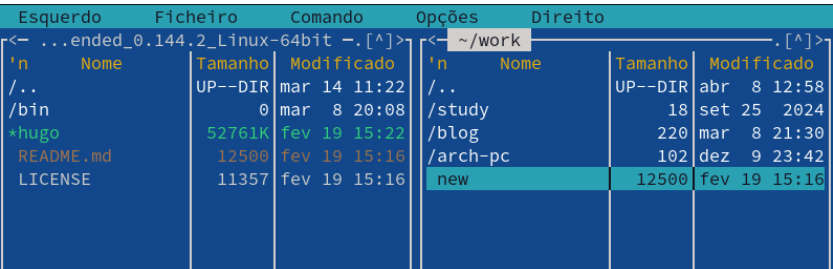 Esquerdo Ficheiro Comando Opções Direito
<— ...ended_0.144.2_Linux-64bit —.[^]>
'n Nome Tamanho Modificado
/.. UP--DIR mar 14 11:22
/bin 0 mar 8 20:08
*hugo 52761K fev 19 15:22
README.md 12500 fev 19 15:16
LICENSE 11357 fev 19 15:16
<— ~/work —.[^]>
'n Nome Tamanho Modificado
/.. UP--DIR abr 8 12:58
/study 18 set 25 2024
/blog 220 mar 8 21:30
/arch-pc 102 dez 9 23:42
new 12500 fev 19 15:16